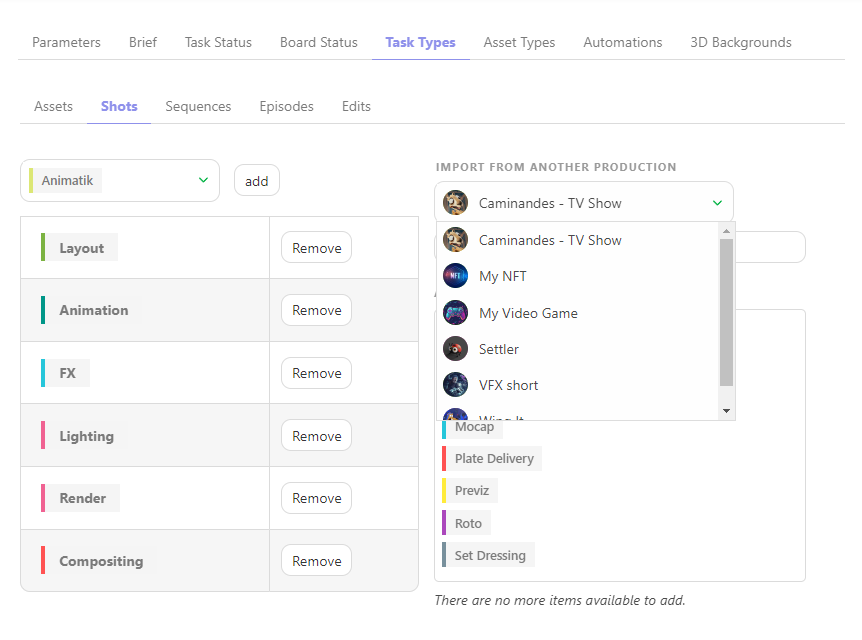 Parameters Brief Task Status Board Status Task Types Asset Types Automations 3D Backgrounds
Assets Shots Sequences Episodes Edits
Animatik add
Layout Remove
Animation Remove
FX Remove
Lighting Remove
Render Remove
Compositing Remove
IMPORT FROM ANOTHER PRODUCTION
Caminandes - TV Show
Caminandes - TV Show
NFT My NFT
My Video Game
Settler
VFX short
Wing It
Mocap
Plate Delivery
Previz
Roto
Set Dressing
There are no more items available to add.